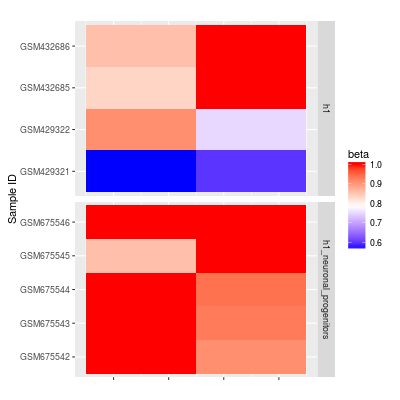 GSM432686
GSM432685
GSM429322
GSM429321
h1
GSM675546
GSM675545
GSM675544
GSM675543
GSM675542
h1_neuronal_progenitors
Sample ID
beta
1.0
0.9
0.8
0.7
0.6